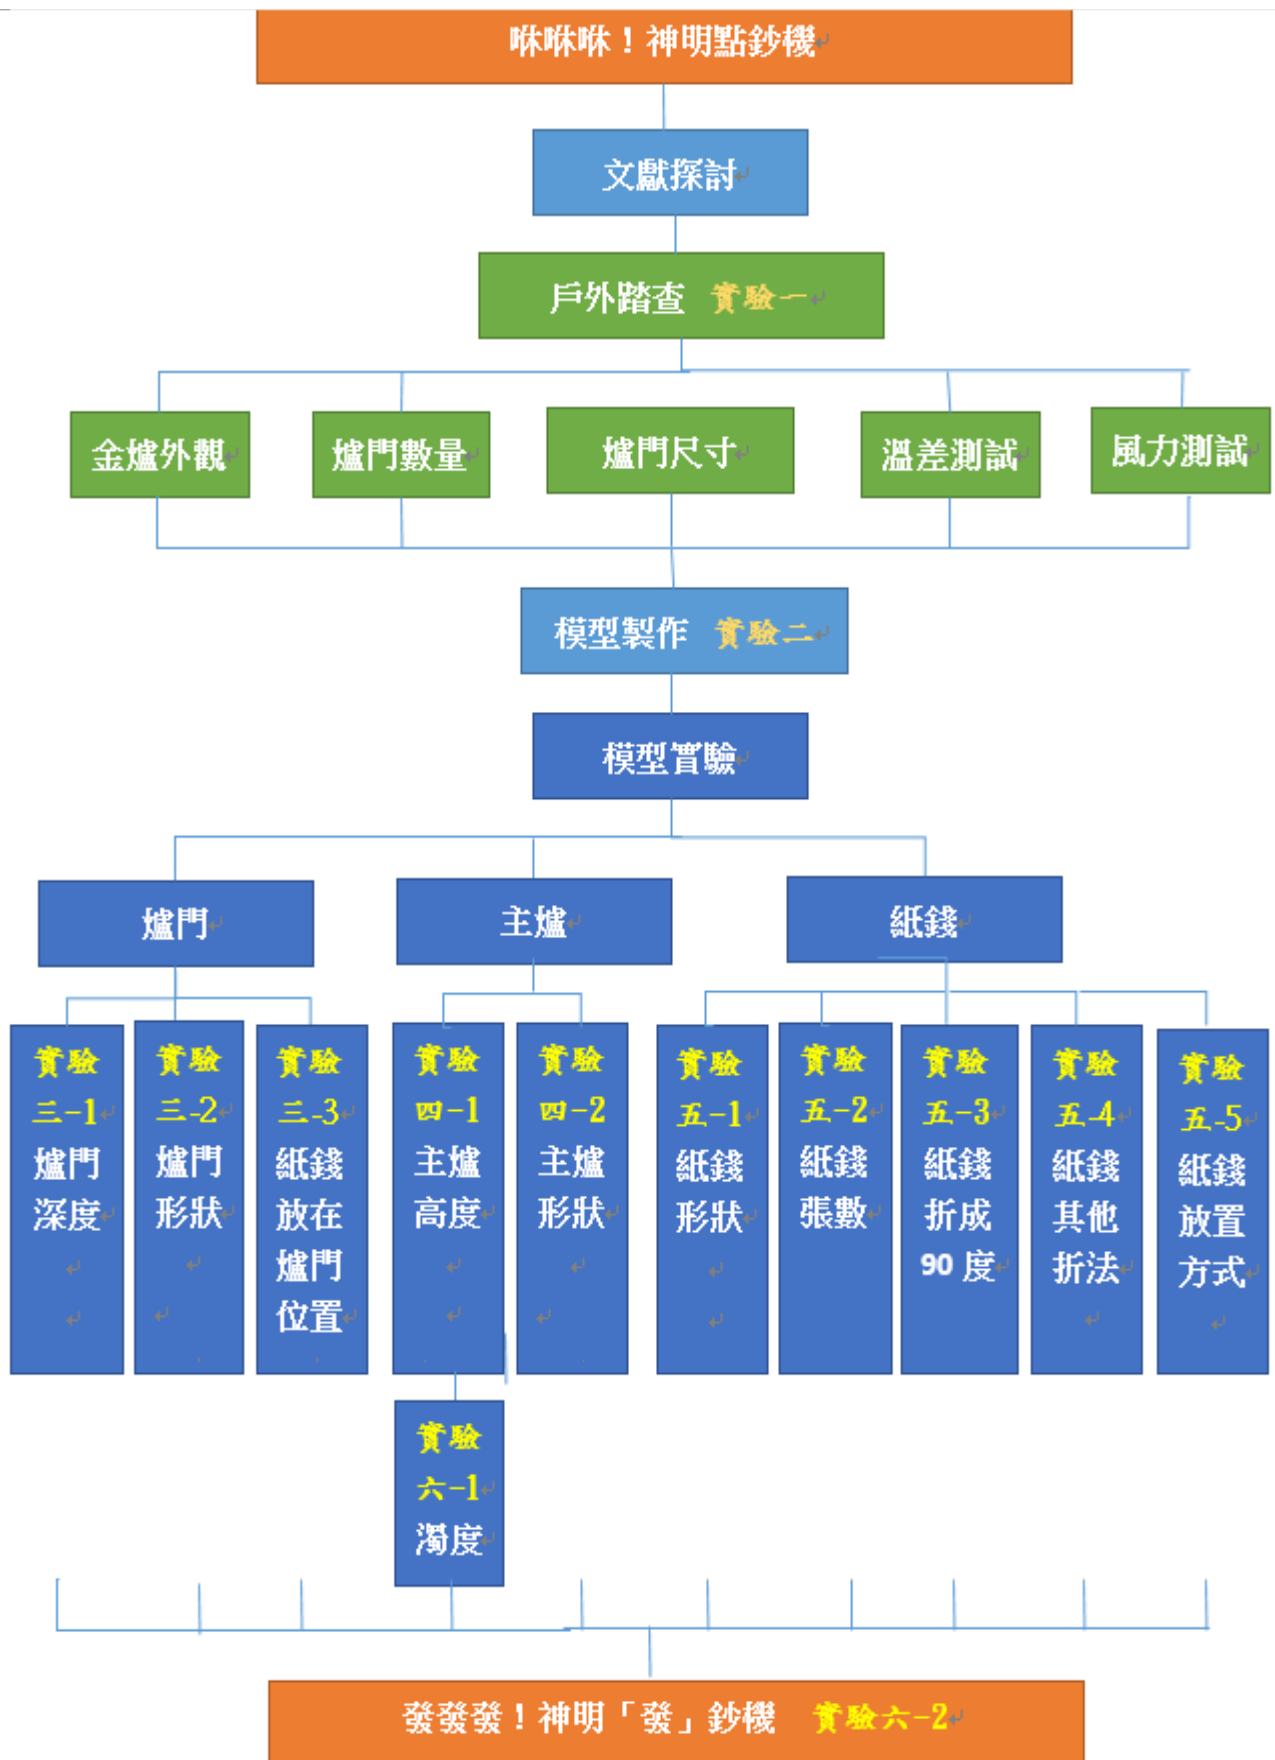 咻咻咻！神明點鈔機
文獻探討
戶外踏查 實驗一
金爐外觀
爐門數量
爐門尺寸
溫差測試
風力測試
模型製作 實驗二
模型實驗
爐門
主爐
紙錢
實驗
三-1
爐門
深度
實驗
三-2
爐門
形狀
實驗
三-3
紙錢
放在
爐門
位置
實驗
四-1
主爐
高度
實驗
四-2
主爐
形狀
實驗
五-1
紙錢
形狀
實驗
五-2
紙錢
張數
實驗
五-3
紙錢
折成
90 度
實驗
五-4
紙錢
其他
折法
實驗
五-5
紙錢
放置
方式
實驗
六-1
濁度
發發發！神明「發」鈔機 實驗六-2